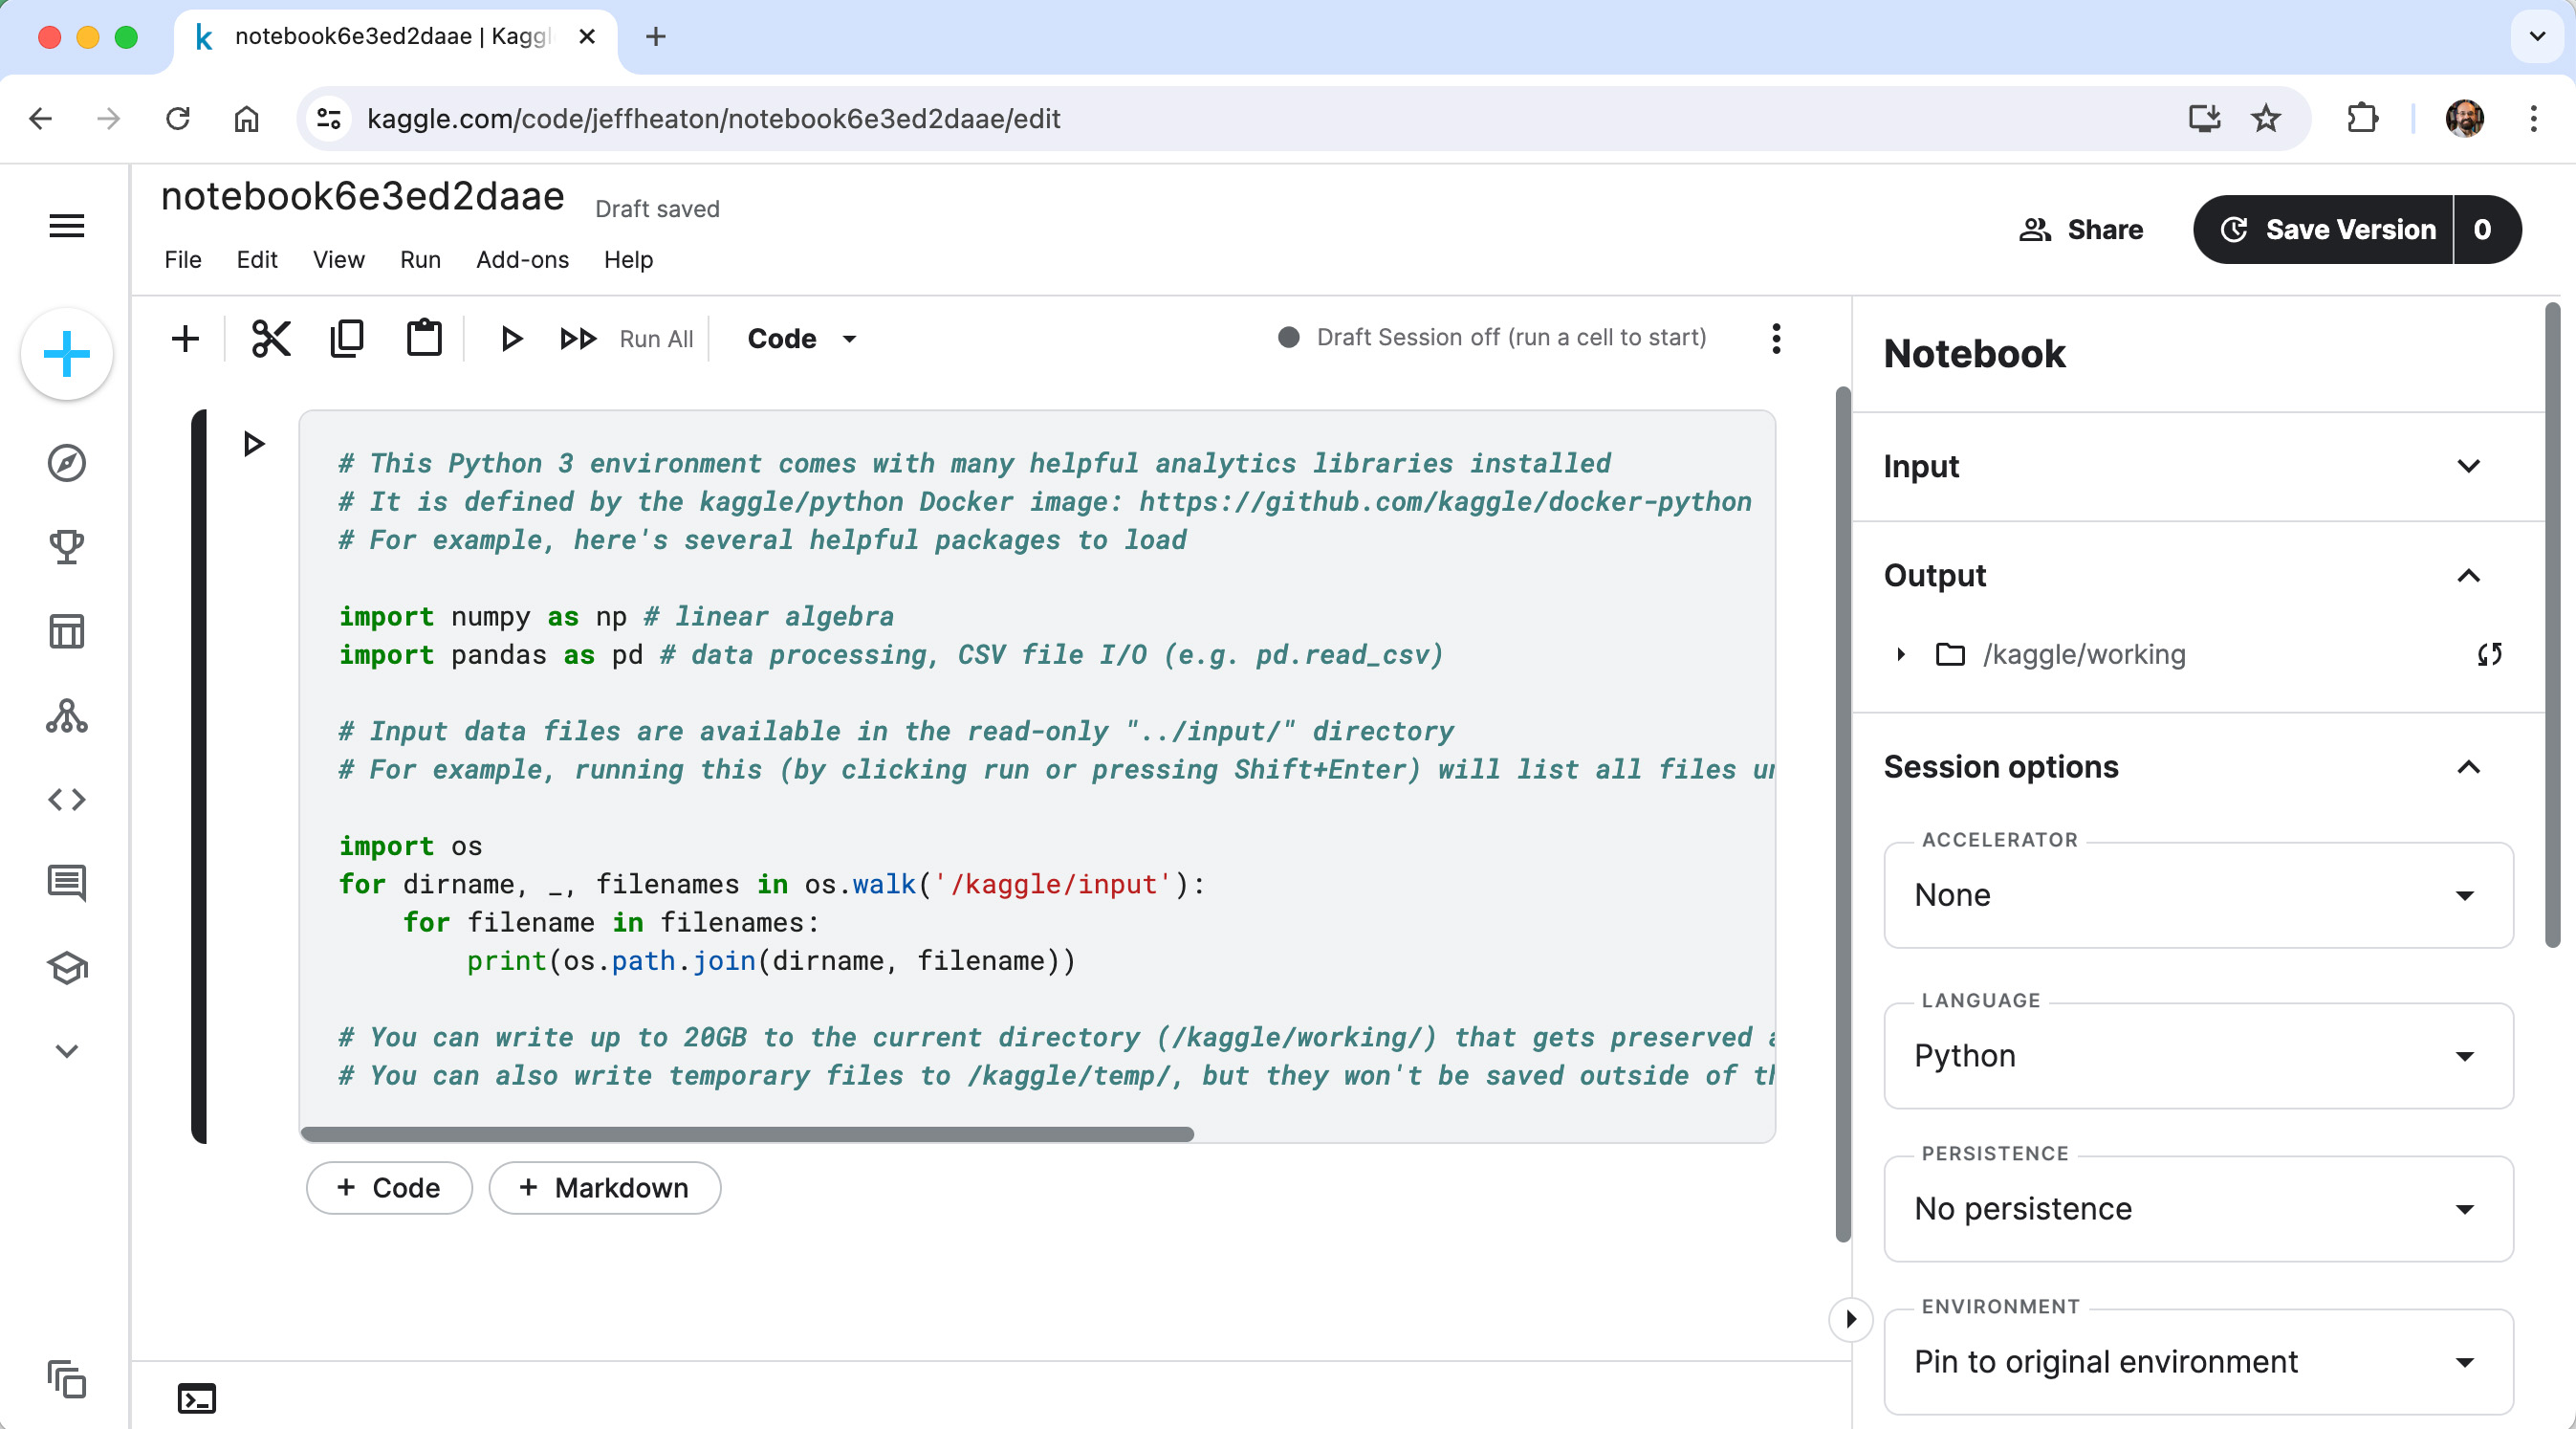 notebook6e3ed2daae | Kaggl
kaggle.com/code/jeffheaton/notebook6e3ed2daae/edit
notebook6e3ed2daae
Draft saved
File Edit View Run Add-ons Help
Share
Save Version
0
Run All
Code
Draft Session off (run a cell to start)
# This Python 3 environment comes with many helpful analytics libraries installed
# It is defined by the kaggle/python Docker image: https://github.com/kaggle/docker-python
# For example, here's several helpful packages to load
import numpy as np # linear algebra
import pandas as pd # data processing, CSV file I/O (e.g. pd.read_csv)
# Input data files are available in the read-only "../input/" directory
# For example, running this (by clicking run or pressing Shift+Enter) will list all files
import os
for dirname, _, filenames in os.walk('/kaggle/input'):
    for filename in filenames:
        print(os.path.join(dirname, filename))
# You can write up to 20GB to the current directory (/kaggle/working/) that gets preserved
# You can also write temporary files to /kaggle/temp/, but they won't be saved outside of
+ Code
+ Markdown
Notebook
Input
Output
/kaggle/working
Session options
ACCELERATOR
None
LANGUAGE
Python
PERSISTENCE
No persistence
ENVIRONMENT
Pin to original environment